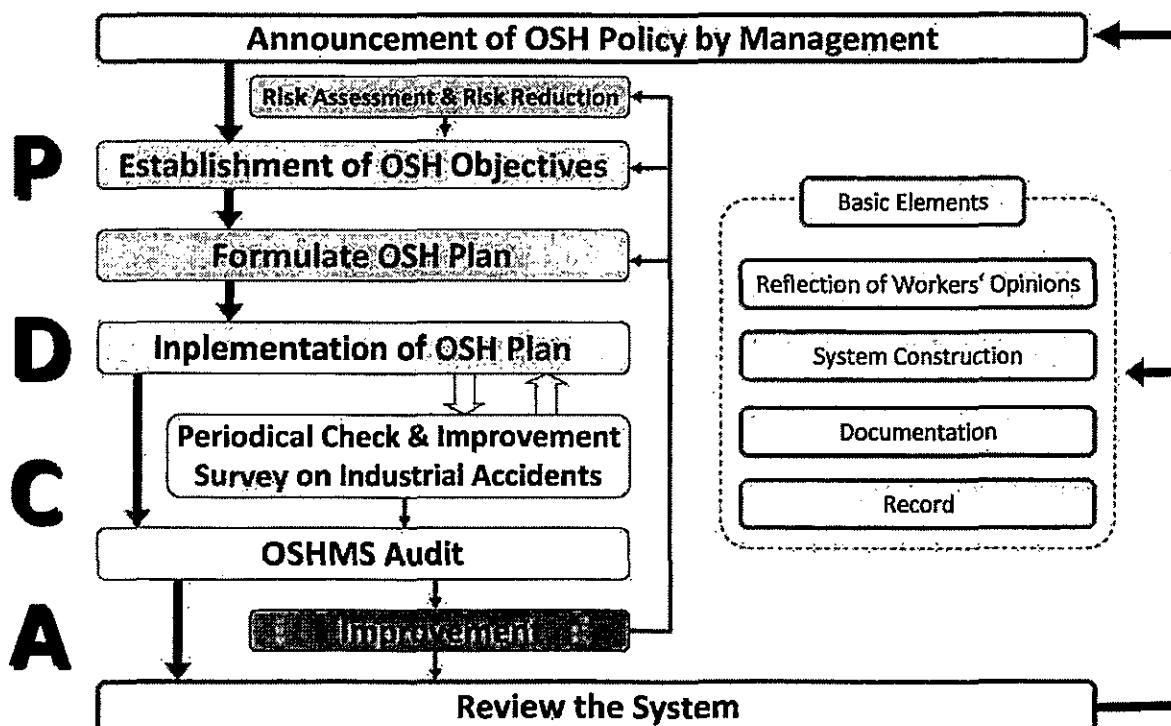 Announcement of OSH Policy by Management
Risk Assessment & Risk Reduction
P
Establishment of OSH Objectives
Basic Elements
Formulate OSH Plan
Reflection of Workers' Opinions
D
Inplementation of OSH Plan
System Construction
Periodical Check & Improvement
Survey on Industrial Accidents
Documentation
C
Record
OSHMS Audit
A
Improvement
Review the System